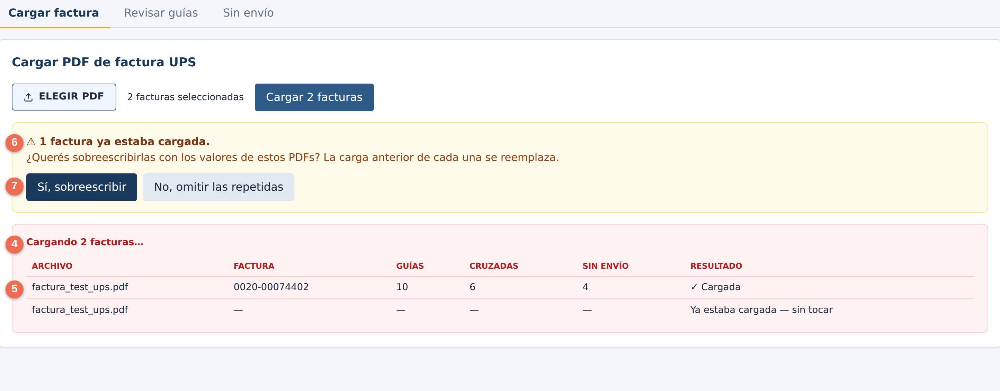 Cargar factura Revisar guías Sin envío
Cargar PDF de factura UPS
ELEGIR PDF 2 facturas seleccionadas Cargar 2 facturas
6 ⚠ 1 factura ya estaba cargada.
¿Querés sobreescribirlas con los valores de estos PDFs? La carga anterior de cada una se reemplaza.
7 Sí, sobreescribir No, omitir las repetidas
4 Cargando 2 facturas…
ARCHIVO FACTURA GUÍAS CRUZADAS SIN ENVÍO RESULTADO
5 factura_test_ups.pdf 0020-00074402 10 6 4 ✓ Cargada
factura_test_ups.pdf — — — — Ya estaba cargada — sin tocar